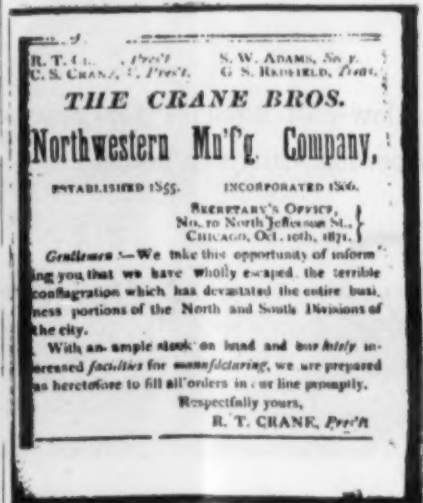 R. T. Pres't. S. W. ADAMS, Sec'y.
C. S. CRANE, V. Pres't. G. S. REDFIELD, Treas.
THE CRANE BROS.
Northwestern Mn'f'g. Company,
ESTABLISHED 1855. INCORPORATED 1866.
SECRETARY'S OFFICE,
No. 10 North Jefferson St.,
CHICAGO, Oct. 10th, 1871.
Gentlemen :—We take this opportunity of inform-
ing you that we have wholly escaped the terrible
conflagration which has devastated the entire busi-
ness portions of the North and South Divisions of
the city.
With an ample stock on hand and our lately in-
creased facilities for manufacturing, we are prepared
as heretofore to fill all orders in our line promptly.
Respectfully yours,
R. T. CRANE, Pres't.